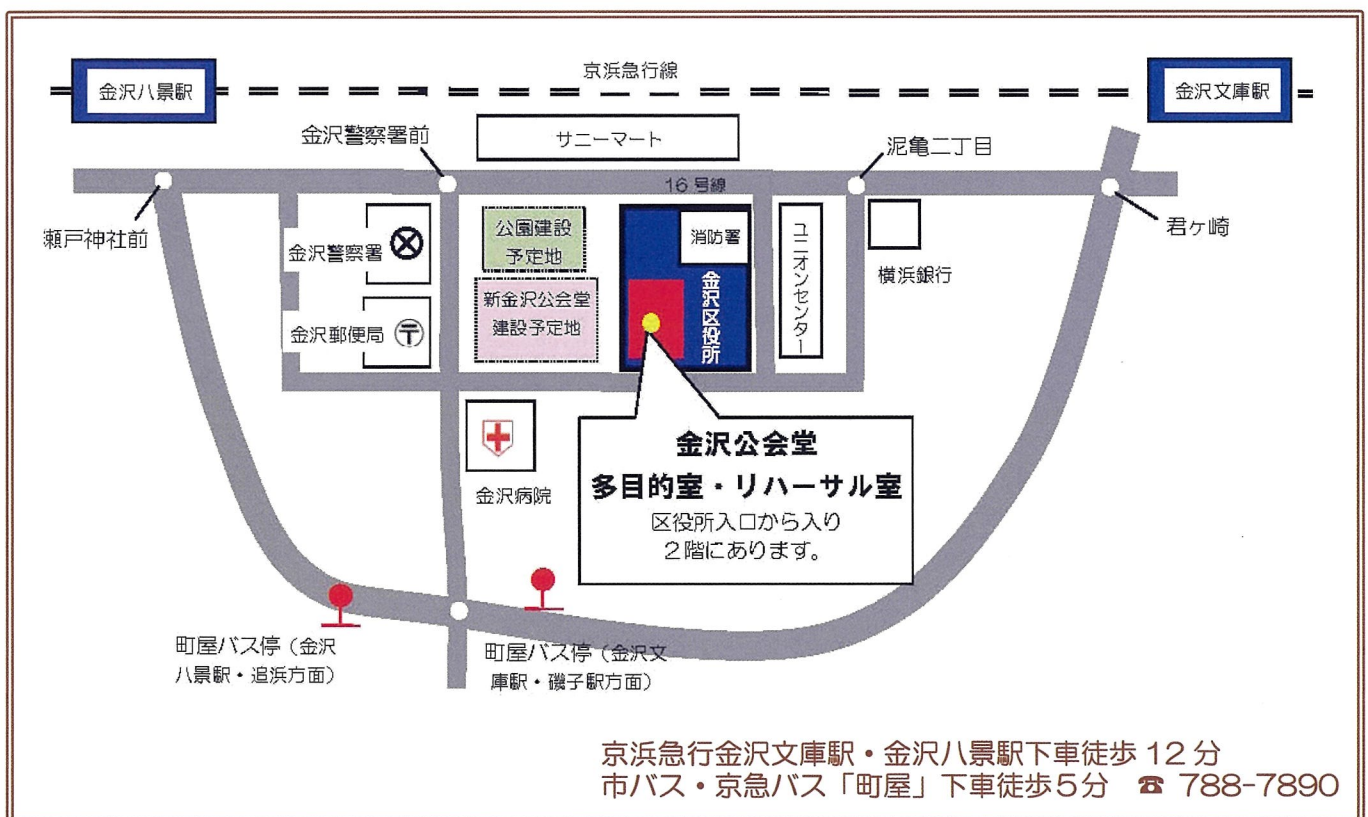 京浜急行線
金沢八景駅
金沢文庫駅
金沢警察署前
サニーマート
泥亀二丁目
16号線
瀬戸神社前
君ヶ崎
金沢警察署
公園建設
予定地
消防署
ユニオンセンター
横浜銀行
金沢区役所
新金沢公会堂
建設予定地
金沢郵便局
〒
金沢病院
金沢公会堂
多目的室・リハーサル室
区役所入口から入り
2階にあります。
町屋バス停（金沢
八景駅・追浜方面）
町屋バス停（金沢文
庫駅・磯子駅方面）
京浜急行金沢文庫駅・金沢八景駅下車徒歩 12 分
市バス・京急バス「町屋」下車徒歩5分 ☎ 788-7890